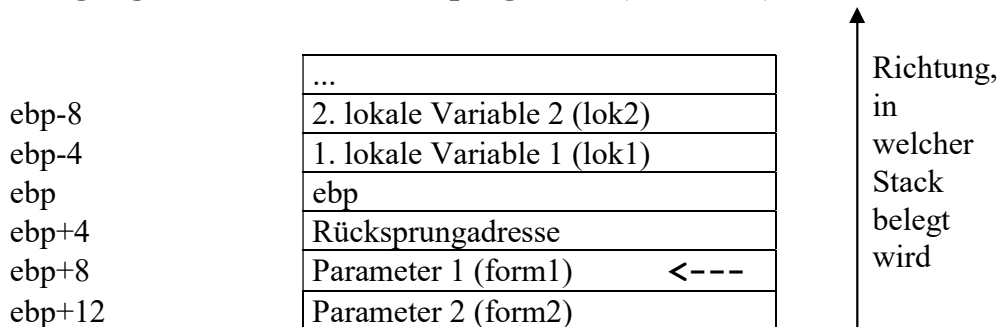 ...
ebp-8 2. lokale Variable 2 (lok2)
ebp-4 1. lokale Variable 1 (lok1)
ebp ebp
ebp+4 Rücksprungadresse
ebp+8 Parameter 1 (form1) <---
ebp+12 Parameter 2 (form2)
Richtung,
in
welcher
Stack
belegt
wird